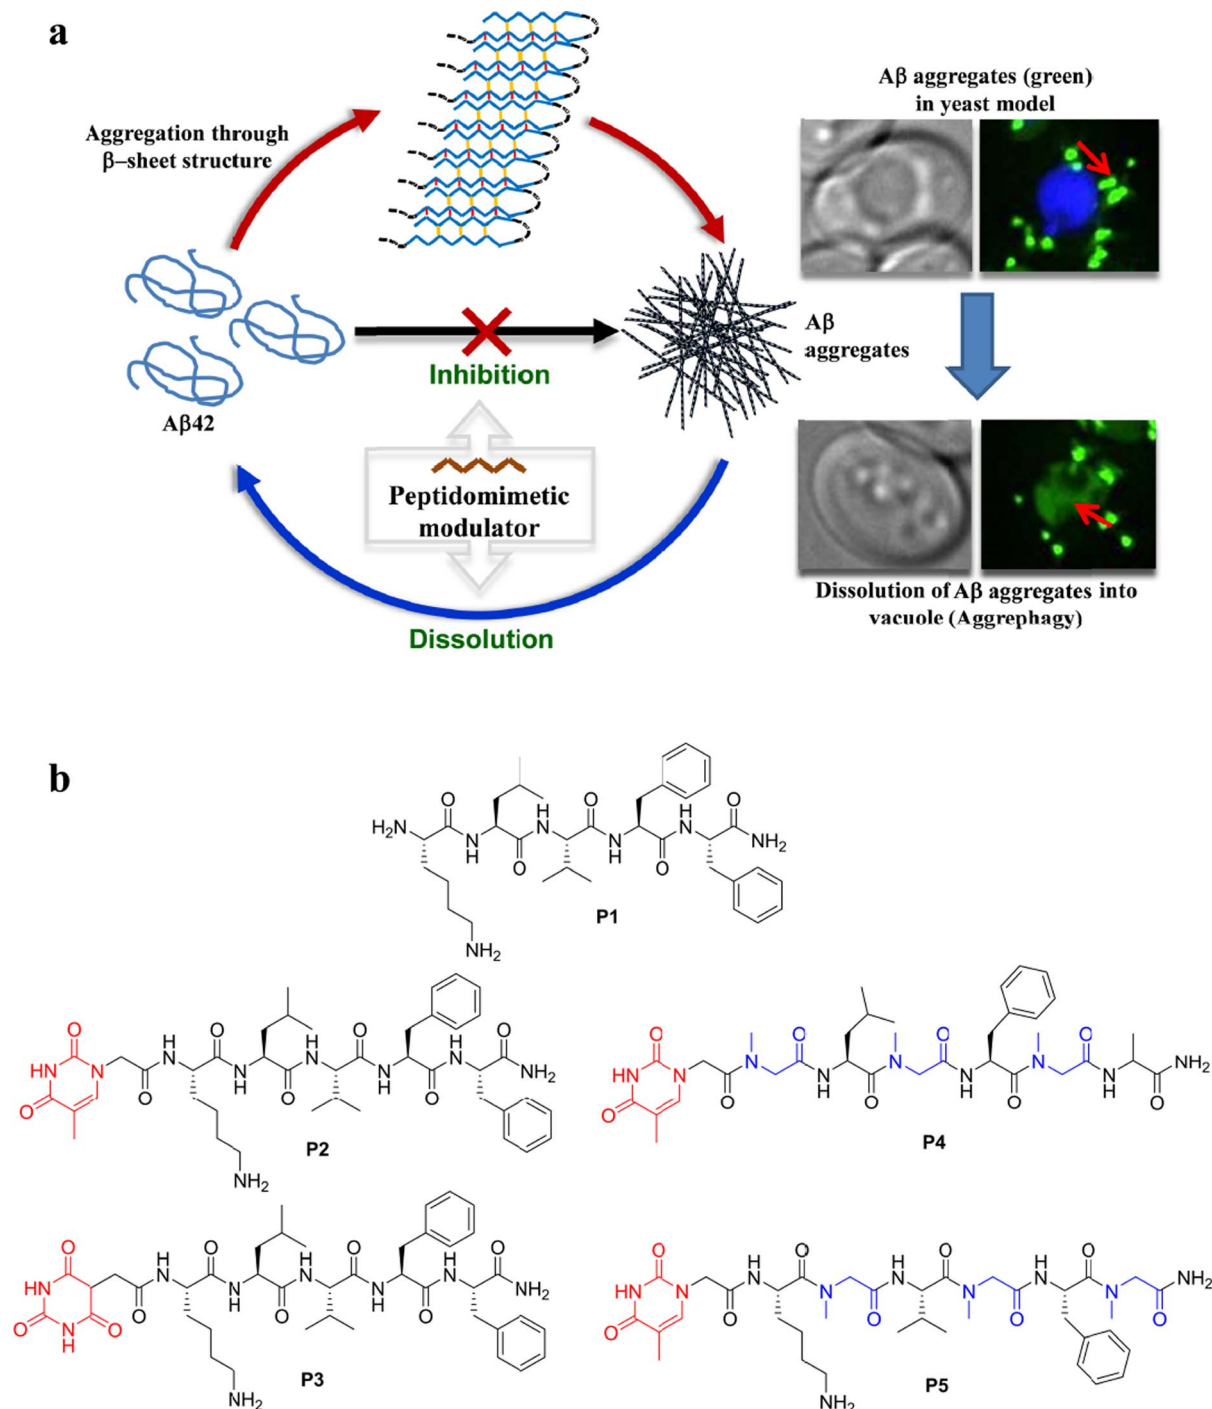 a
Aggregation through
β–sheet structure
Aβ42
Inhibition
Peptidomimetic
modulator
Dissolution
Aβ
aggregates
Aβ aggregates (green)
in yeast model
Dissolution of Aβ aggregates into
vacuole (Aggrephagy)
b
H₂N
O
N
H
O
H
N
O
N
H
O
H
N
O
NH₂
NH₂
P1
O
HN
N
O
O
H
N
O
N
H
O
H
N
O
N
H
O
H
N
O
NH₂
NH₂
P2
O
HN
N
O
O
N
O
H
N
O
N
O
H
N
O
N
O
H
N
O
NH₂
P4
O
HN
O
N
H
O
O
H
N
O
N
H
O
H
N
O
N
H
O
H
N
O
NH₂
NH₂
P3
O
HN
N
O
O
H
N
O
N
O
H
N
O
N
O
H
N
O
N
O
NH₂
NH₂
P5